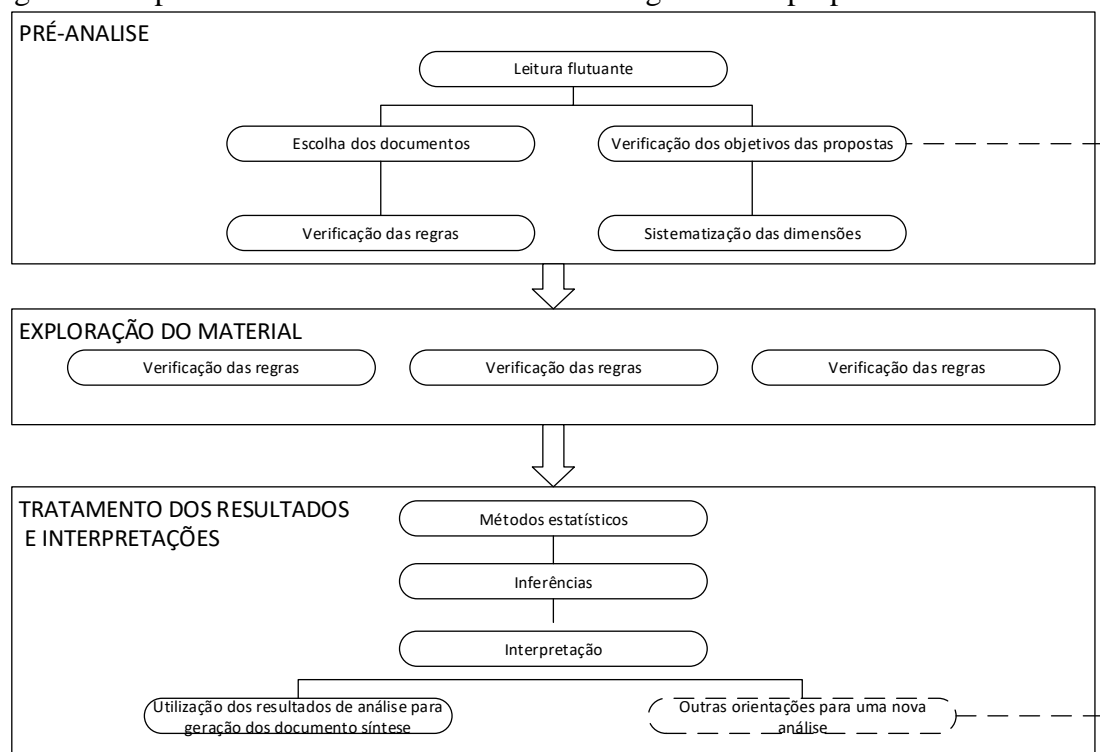 PRÉ-ANALISE
Leitura flutuante
Escolha dos documentos
Verificação dos objetivos das propostas
Verificação das regras
Sistematização das dimensões
EXPLORAÇÃO DO MATERIAL
Verificação das regras
Verificação das regras
Verificação das regras
TRATAMENTO DOS RESULTADOS
E INTERPRETAÇÕES
Métodos estatísticos
Inferências
Interpretação
Utilização dos resultados de análise para
geração dos documento síntese
Outras orientações para uma nova
análise